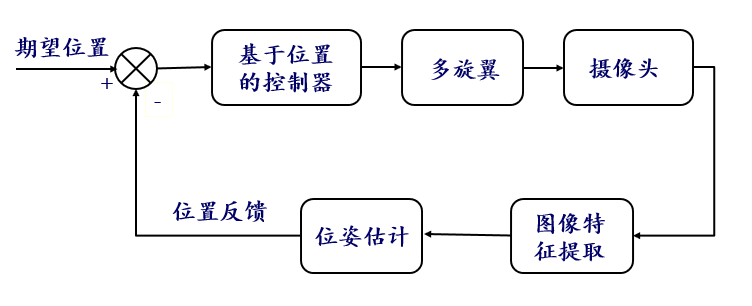 期望位置
+
-
基于位置
的控制器
多旋翼
摄像头
位置反馈
位姿估计
图像特
征提取